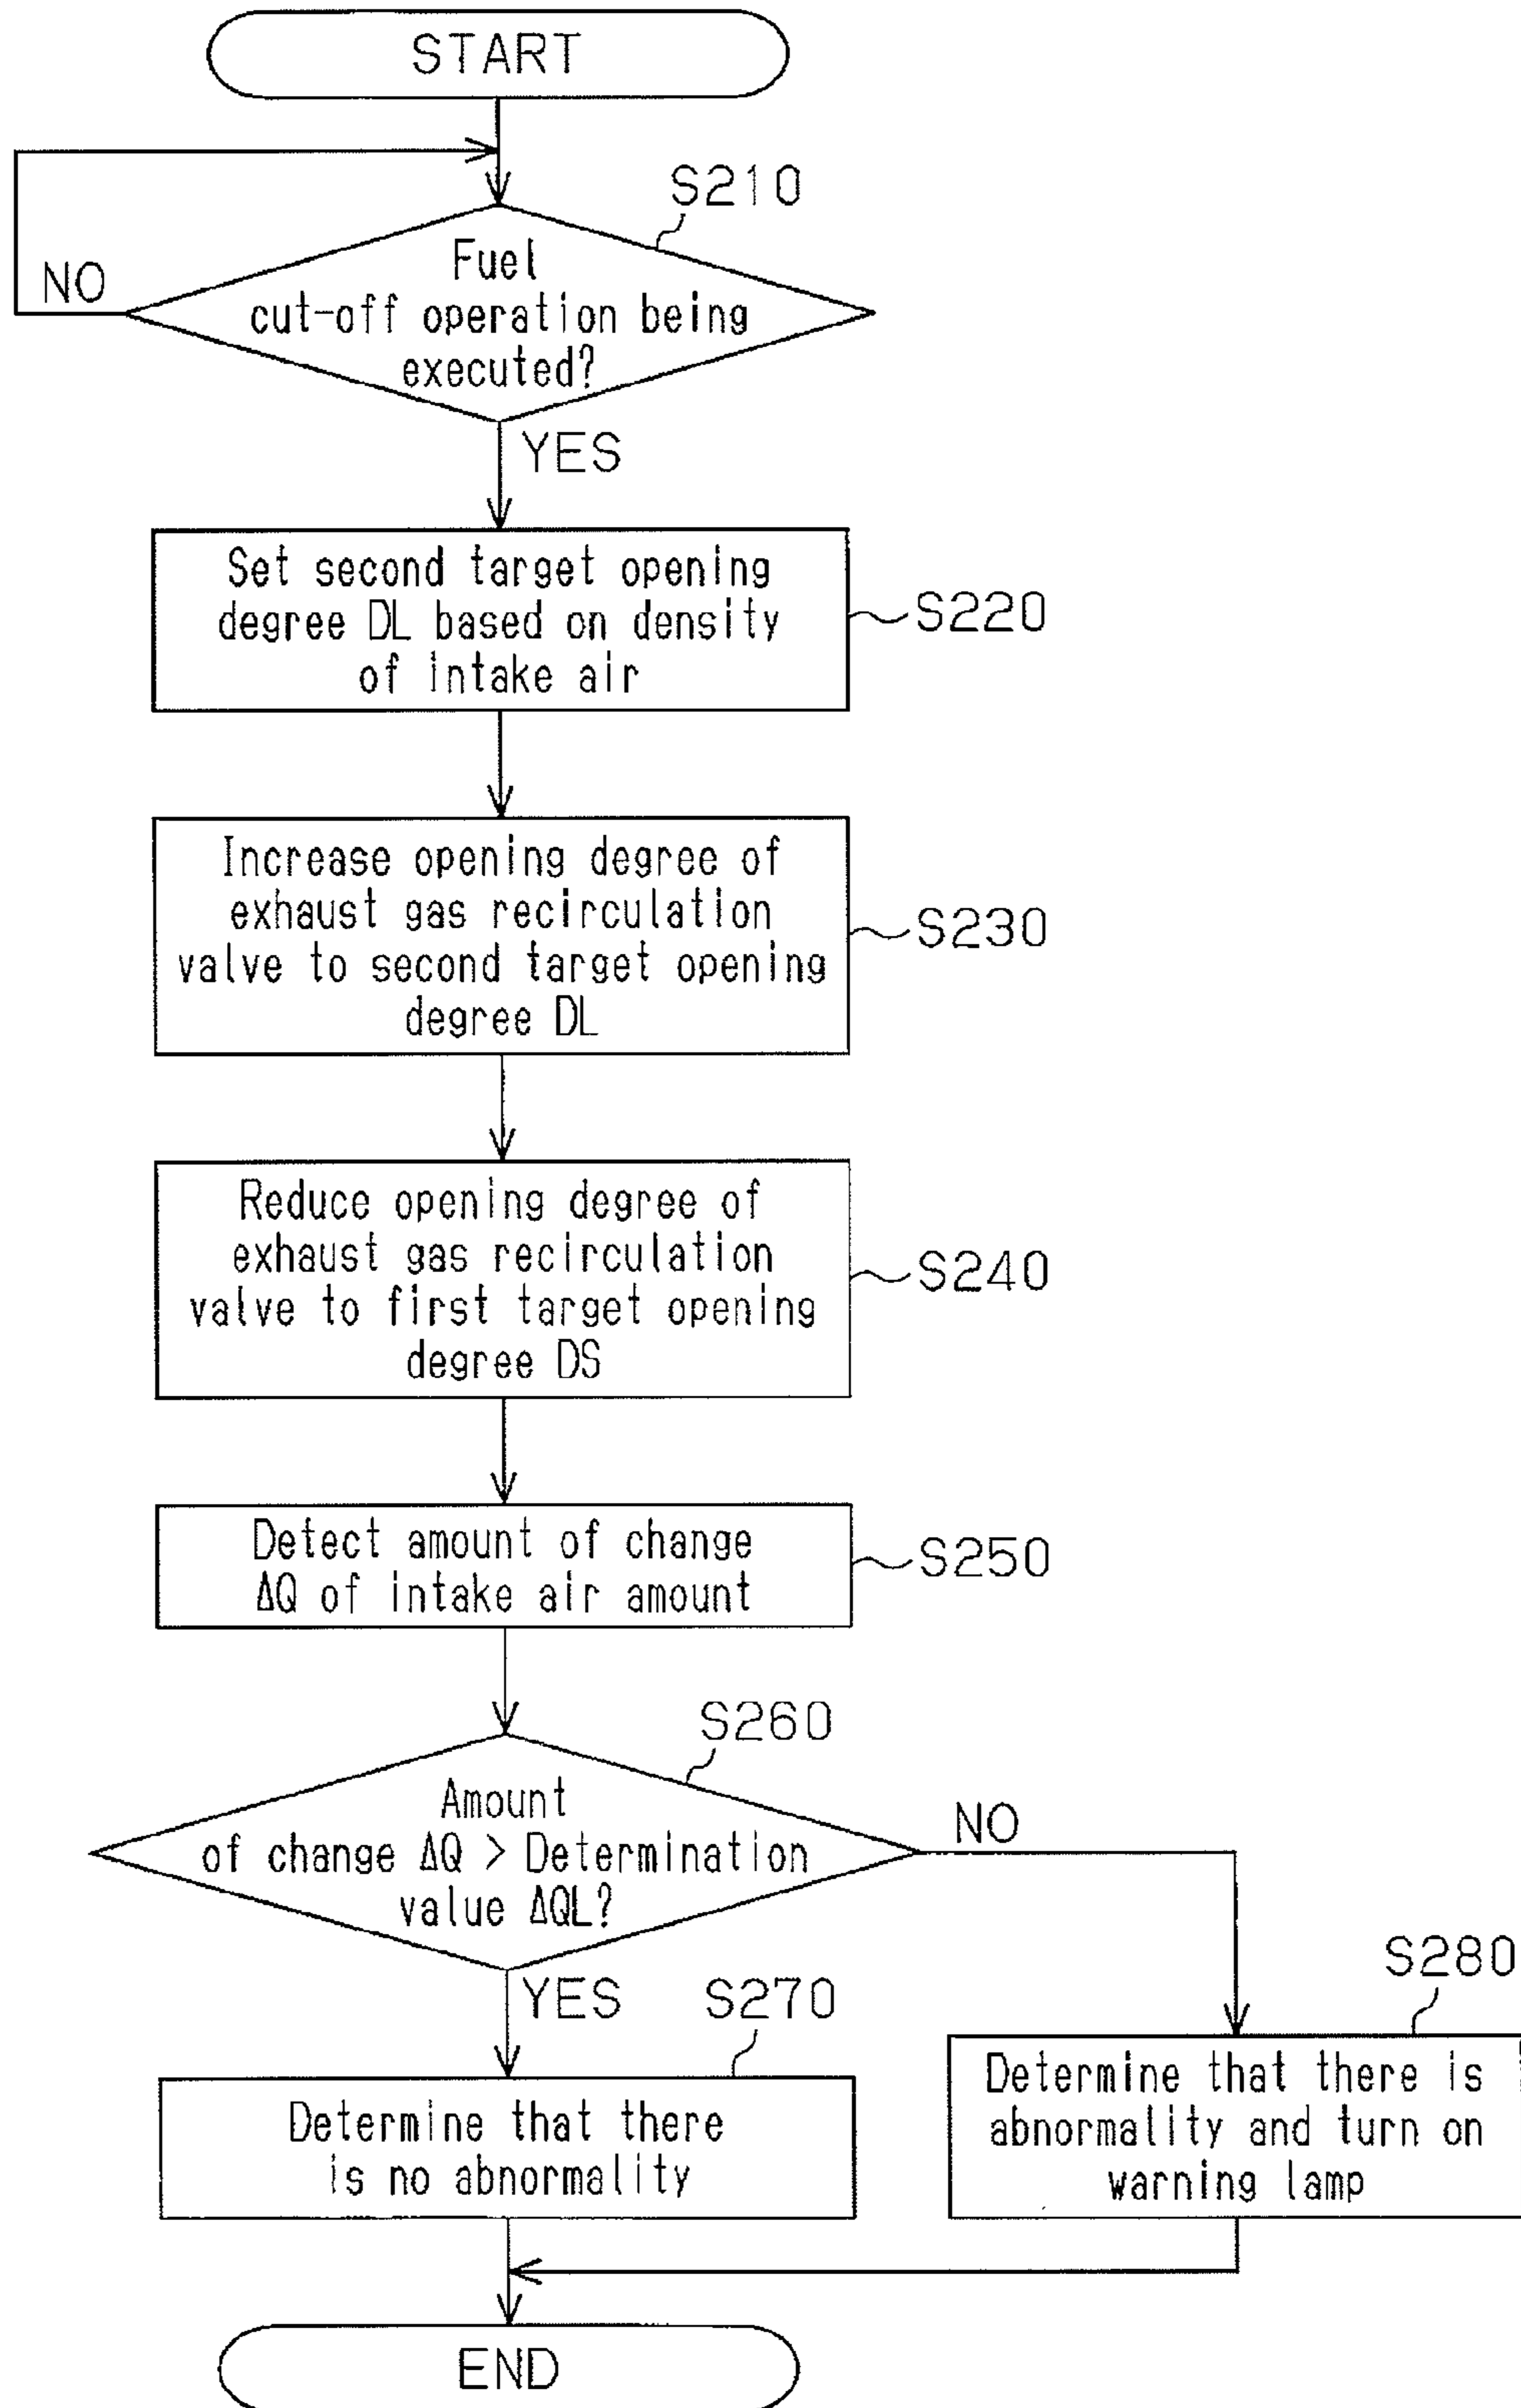 START
S210
Fuel
cut-off operation being
executed?
NO
YES
Set second target opening
degree DL based on density
of intake air
S220
Increase opening degree of
exhaust gas recirculation
valve to second target opening
degree DL
S230
Reduce opening degree of
exhaust gas recirculation
valve to first target opening
degree DS
S240
Detect amount of change
ΔQ of intake air amount
S250
S260
Amount
of change ΔQ > Determination
value ΔQL?
NO
YES
S270
S280
Determine that there
is no abnormality
Determine that there is
abnormality and turn on
warning lamp
END